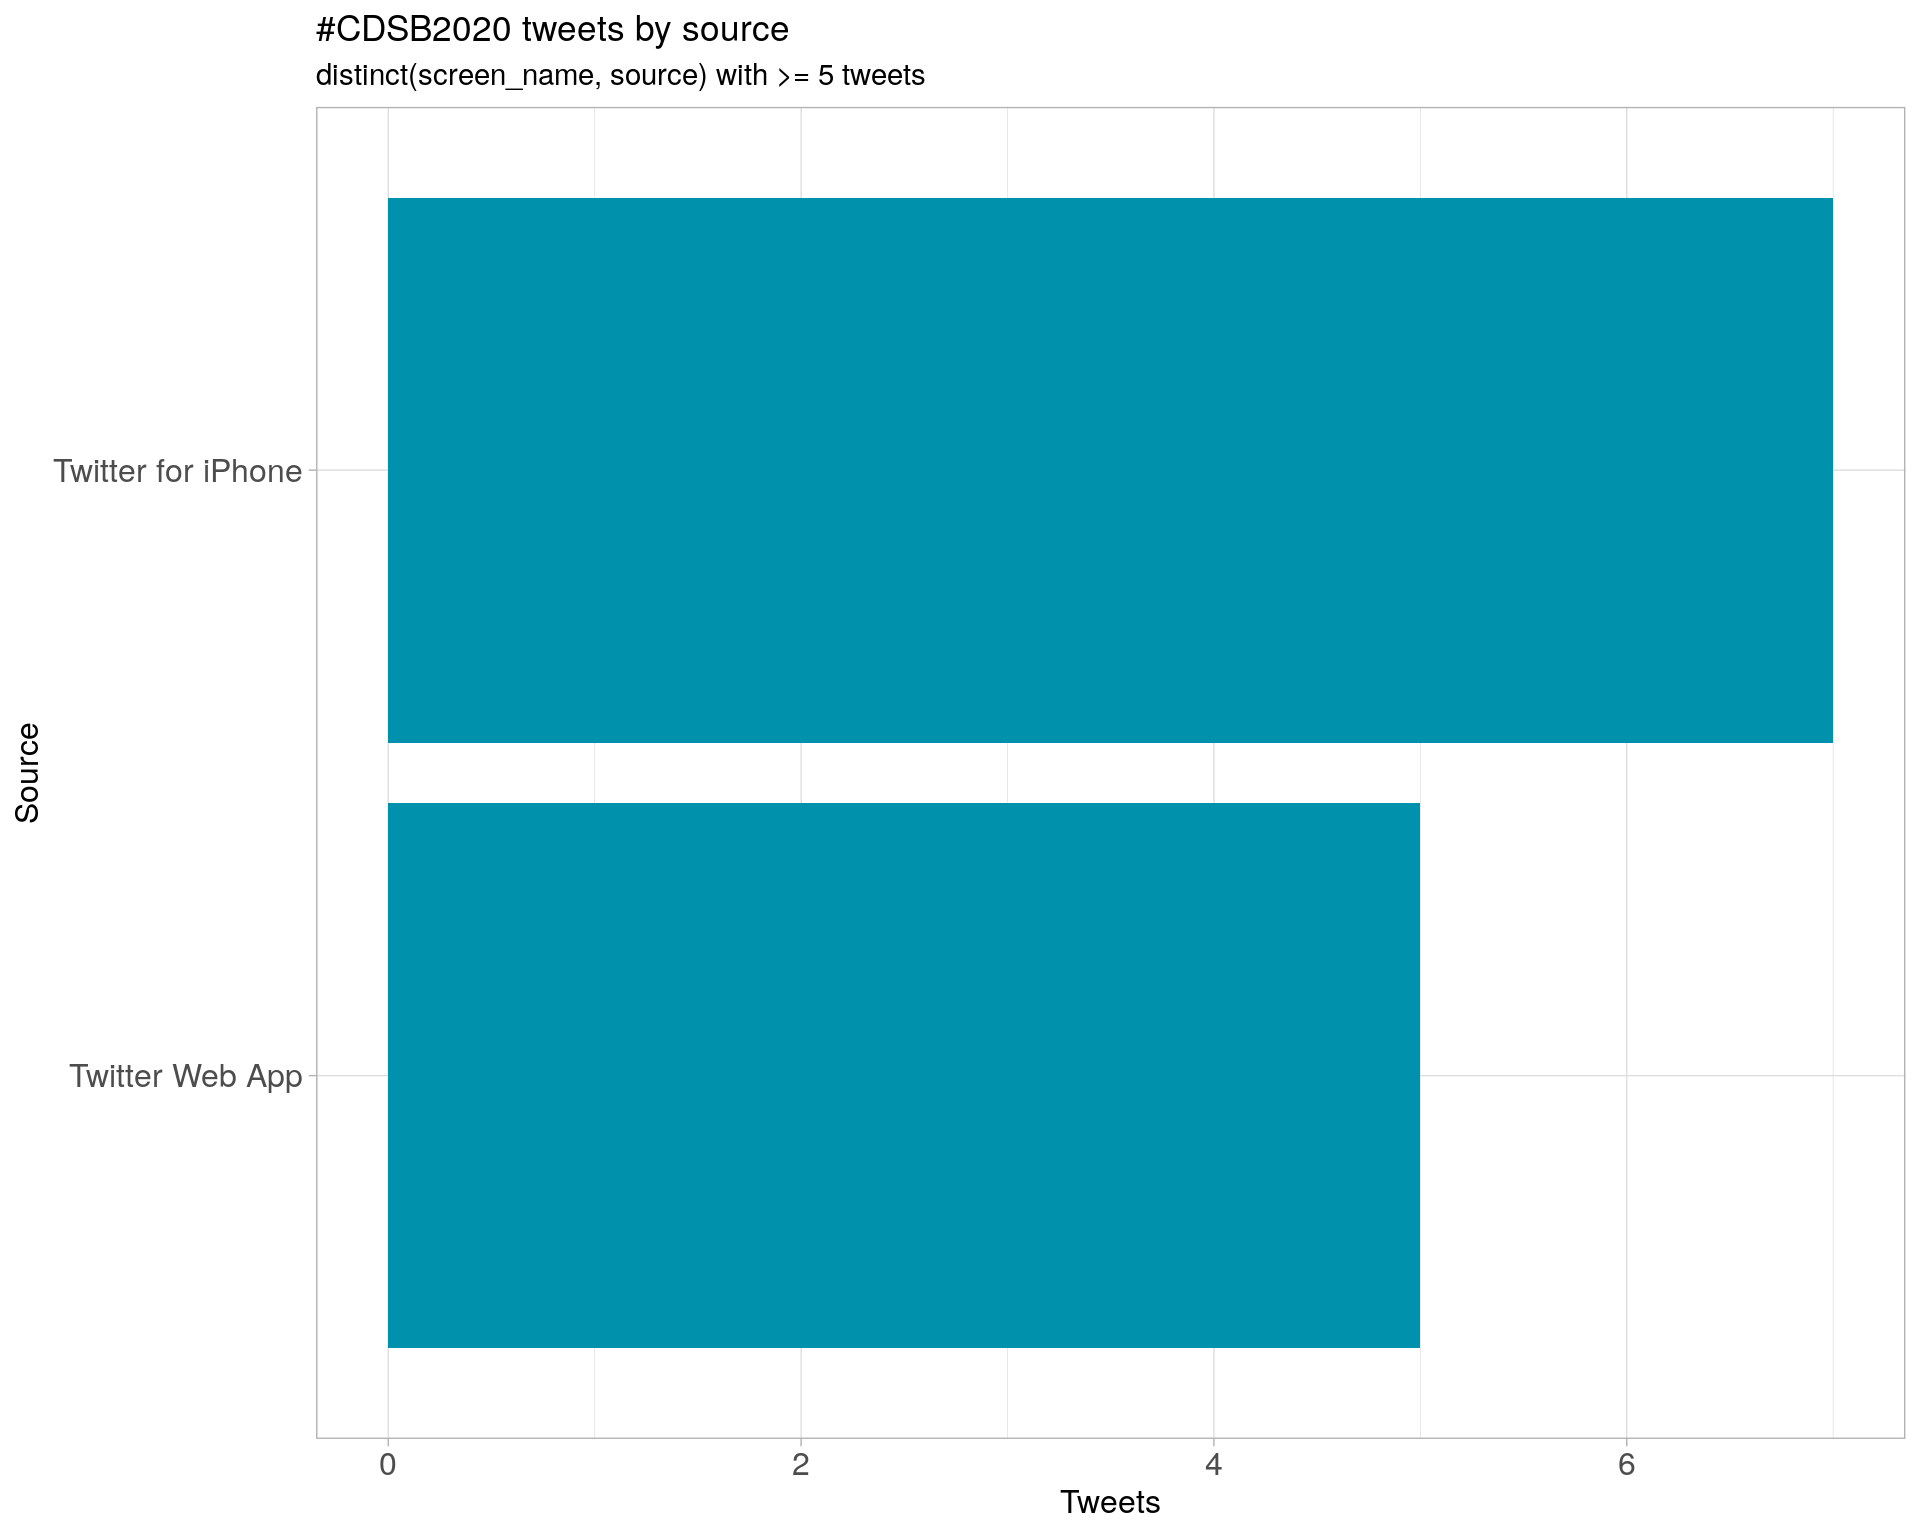 #CDSB2020 tweets by source
distinct(screen_name, source) with >= 5 tweets
Source
Twitter for iPhone
Twitter Web App
0 2 4 6
Tweets